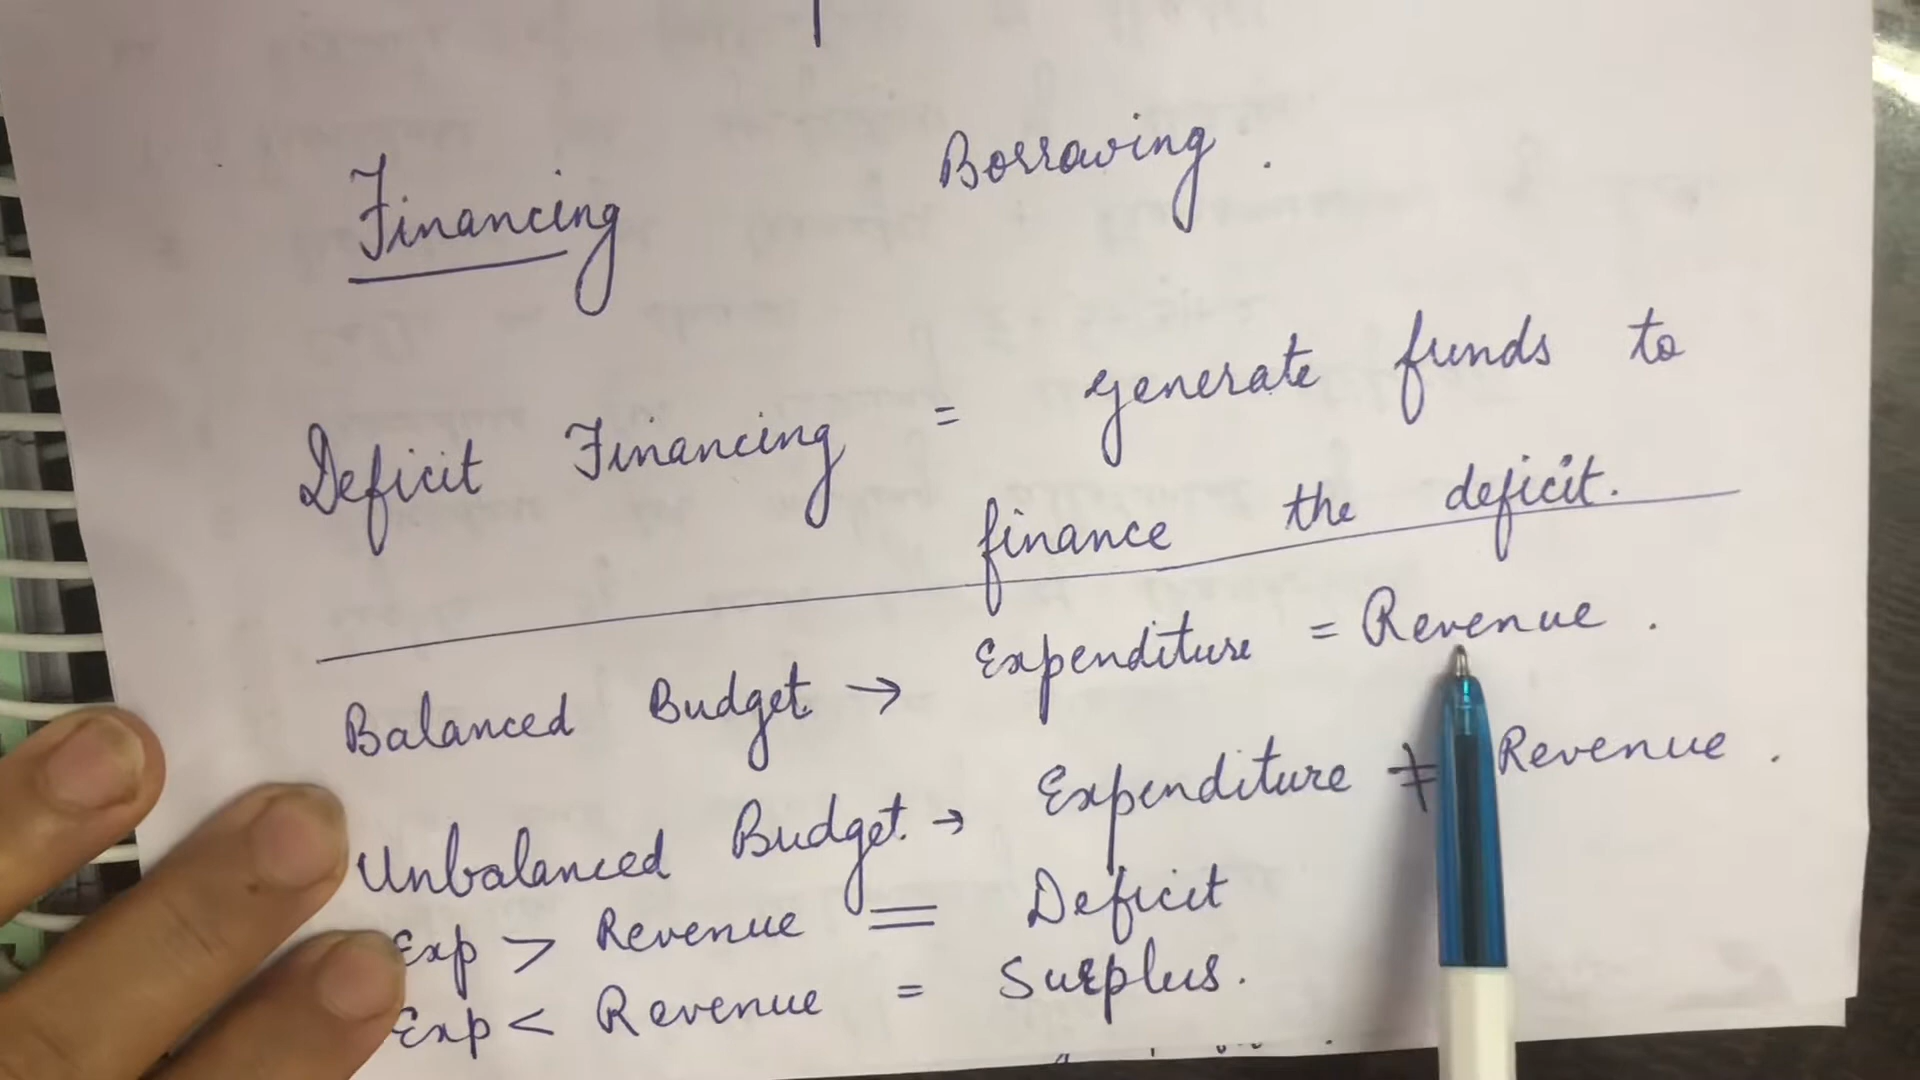 Financing Borrowing.
Deficit Financing = generate funds to
finance the deficit.
Balanced Budget → Expenditure = Revenue.
Unbalanced Budget. → Expenditure ≠ Revenue.
Exp > Revenue = Deficit
Exp < Revenue = Surplus.